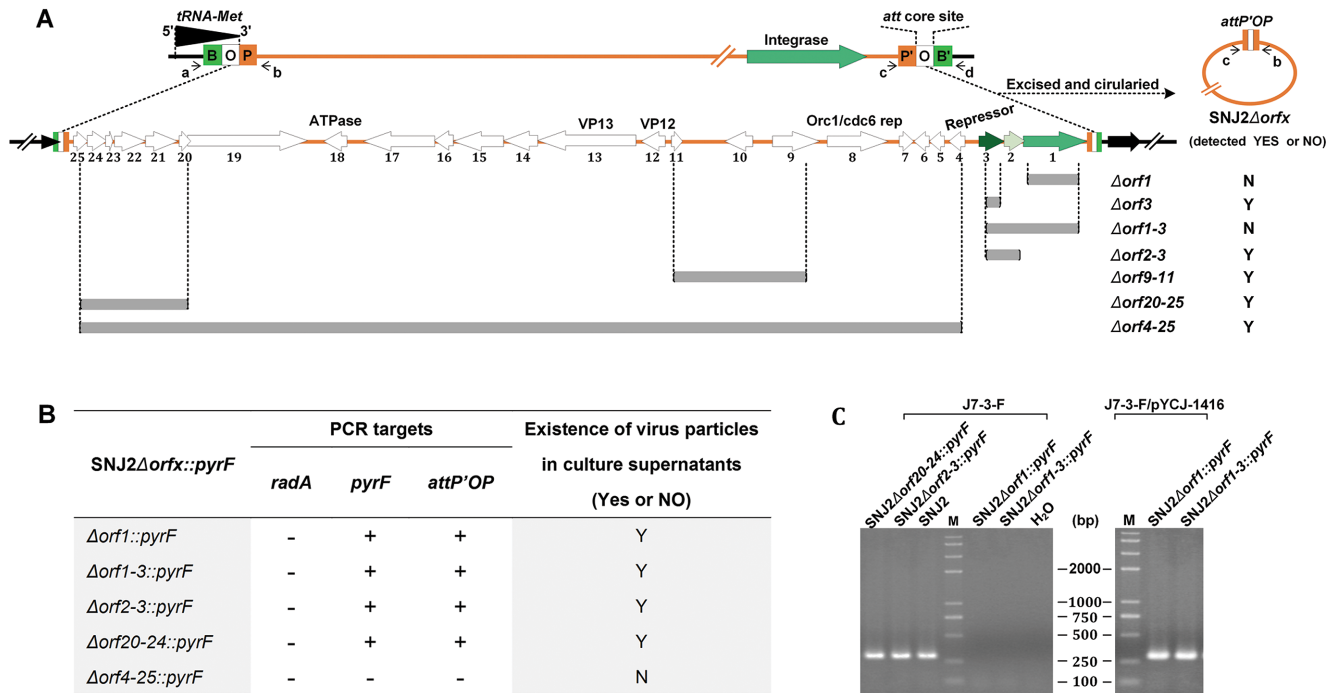 A
tRNA-Met
5' 3'
B O P
a b
Integrase
att core site
P' O B'
c d
attP'OP
c b
Excised and cirularied
SNJ2Δorfx
(detected YES or NO)
ATPase VP13 VP12 Orc1/cdc6 rep Repressor
25 24 23 22 21 20 19 18 17 16 15 14 13 12 11 10 9 8 7 6 5 4 3 2 1
Δorf1 N
Δorf3 Y
Δorf1-3 N
Δorf2-3 Y
Δorf9-11 Y
Δorf20-25 Y
Δorf4-25 Y
B
SNJ2Δorfx::pyrF
PCR targets
radA pyrF attP'OP
Existence of virus particles
in culture supernatants
(Yes or NO)
Δorf1::pyrF - + + Y
Δorf1-3::pyrF - + + Y
Δorf2-3::pyrF - + + Y
Δorf20-24::pyrF - + + Y
Δorf4-25::pyrF - - - N
C
J7-3-F
SNJ2Δorf20-24::pyrF
SNJ2Δorf2-3::pyrF
SNJ2
M
SNJ2Δorf1::pyrF
SNJ2Δorf1-3::pyrF
H2O
(bp)
2000
1000
750
500
250
100
J7-3-F/pYCJ-1416
M
SNJ2Δorf1::pyrF
SNJ2Δorf1-3::pyrF